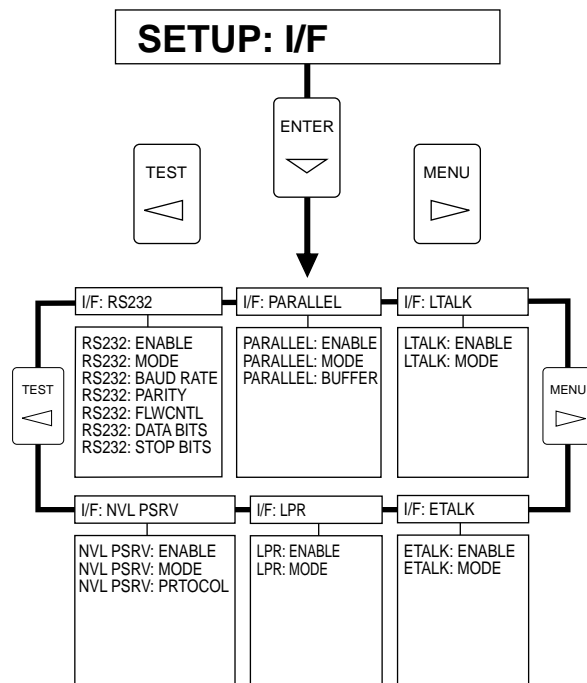 SETUP: I/F
ENTER
TEST
MENU
I/F: RS232
I/F: PARALLEL
I/F: LTALK
RS232: ENABLE
RS232: MODE
RS232: BAUD RATE
RS232: PARITY
RS232: FLWCNTL
RS232: DATA BITS
RS232: STOP BITS
PARALLEL: ENABLE
PARALLEL: MODE
PARALLEL: BUFFER
LTALK: ENABLE
LTALK: MODE
TEST
MENU
I/F: NVL PSRV
I/F: LPR
I/F: ETALK
NVL PSRV: ENABLE
NVL PSRV: MODE
NVL PSRV: PRTOCOL
LPR: ENABLE
LPR: MODE
ETALK: ENABLE
ETALK: MODE